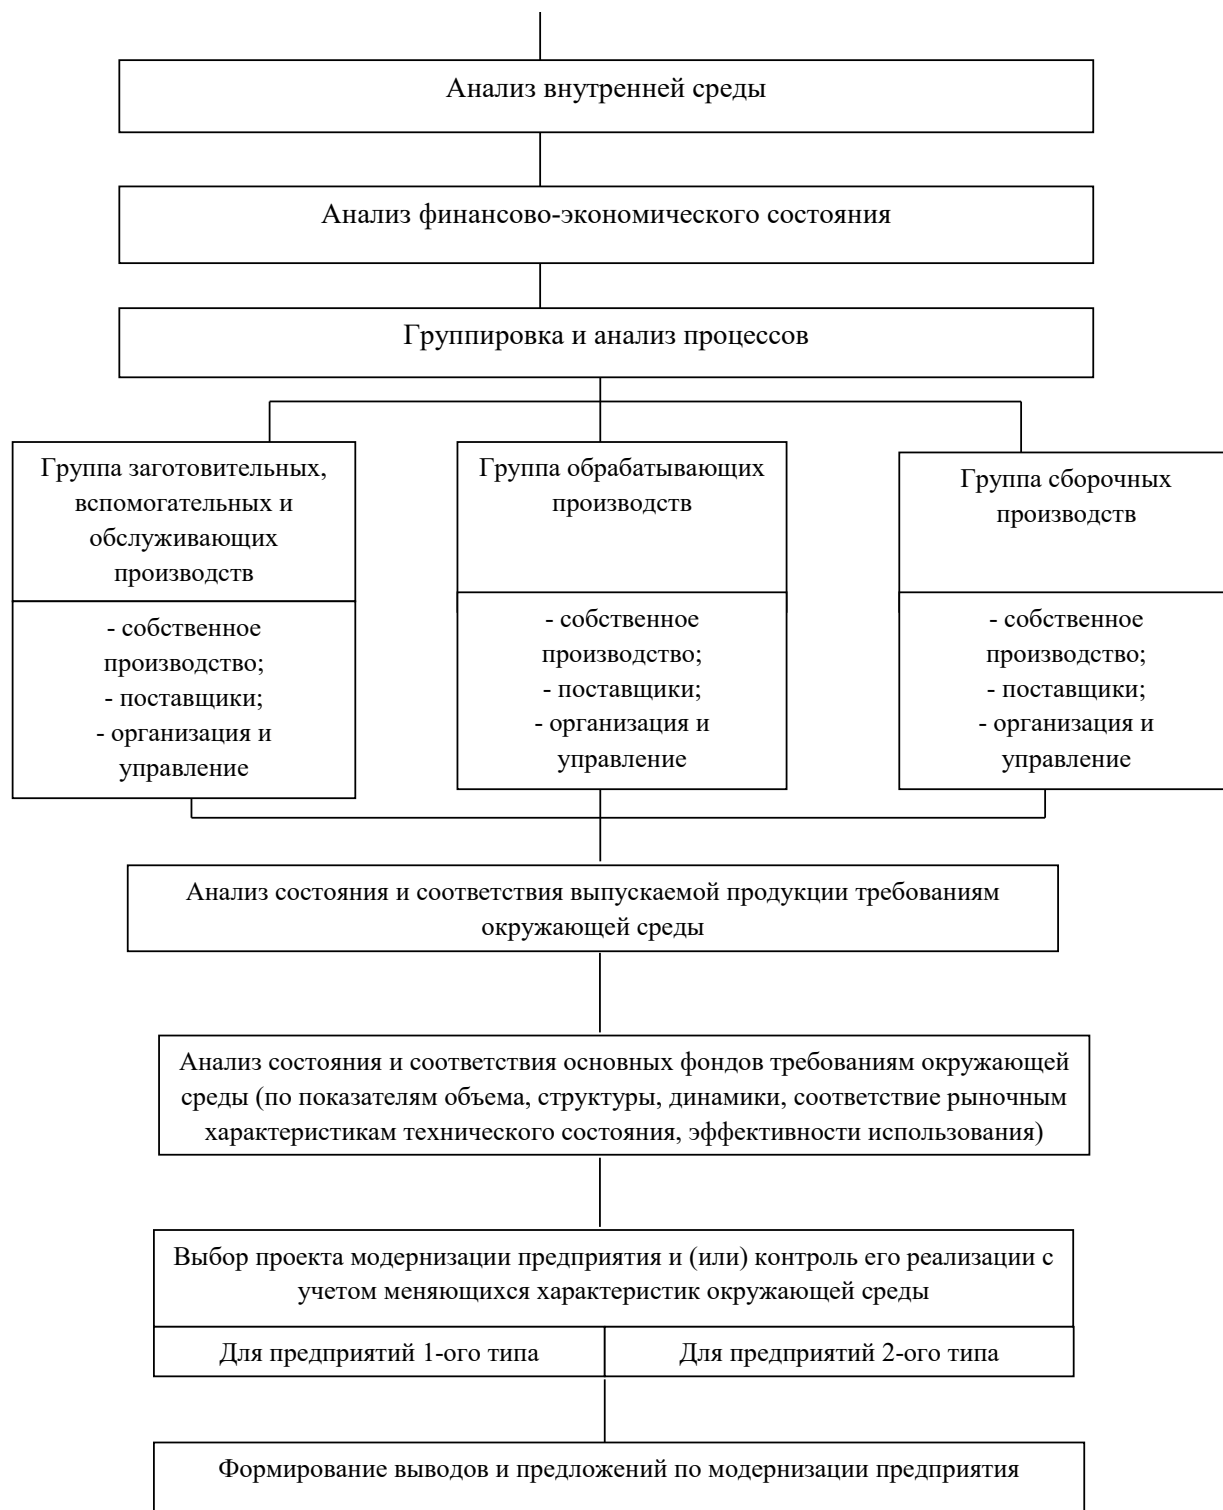 Анализ внутренней среды
Анализ финансово-экономического состояния
Группировка и анализ процессов
Группа заготовительных,
вспомогательных и
обслуживающих
производств
- собственное
производство;
- поставщики;
- организация и
управление
Группа обрабатывающих
производств
- собственное
производство;
- поставщики;
- организация и
управление
Группа сборочных
производств
- собственное
производство;
- поставщики;
- организация и
управление
Анализ состояния и соответствия выпускаемой продукции требованиям
окружающей среды
Анализ состояния и соответствия основных фондов требованиям окружающей
среды (по показателям объема, структуры, динамики, соответствие рыночным
характеристикам технического состояния, эффективности использования)
Выбор проекта модернизации предприятия и (или) контроль его реализации с
учетом меняющихся характеристик окружающей среды
Для предприятий 1-ого типа
Для предприятий 2-ого типа
Формирование выводов и предложений по модернизации предприятия